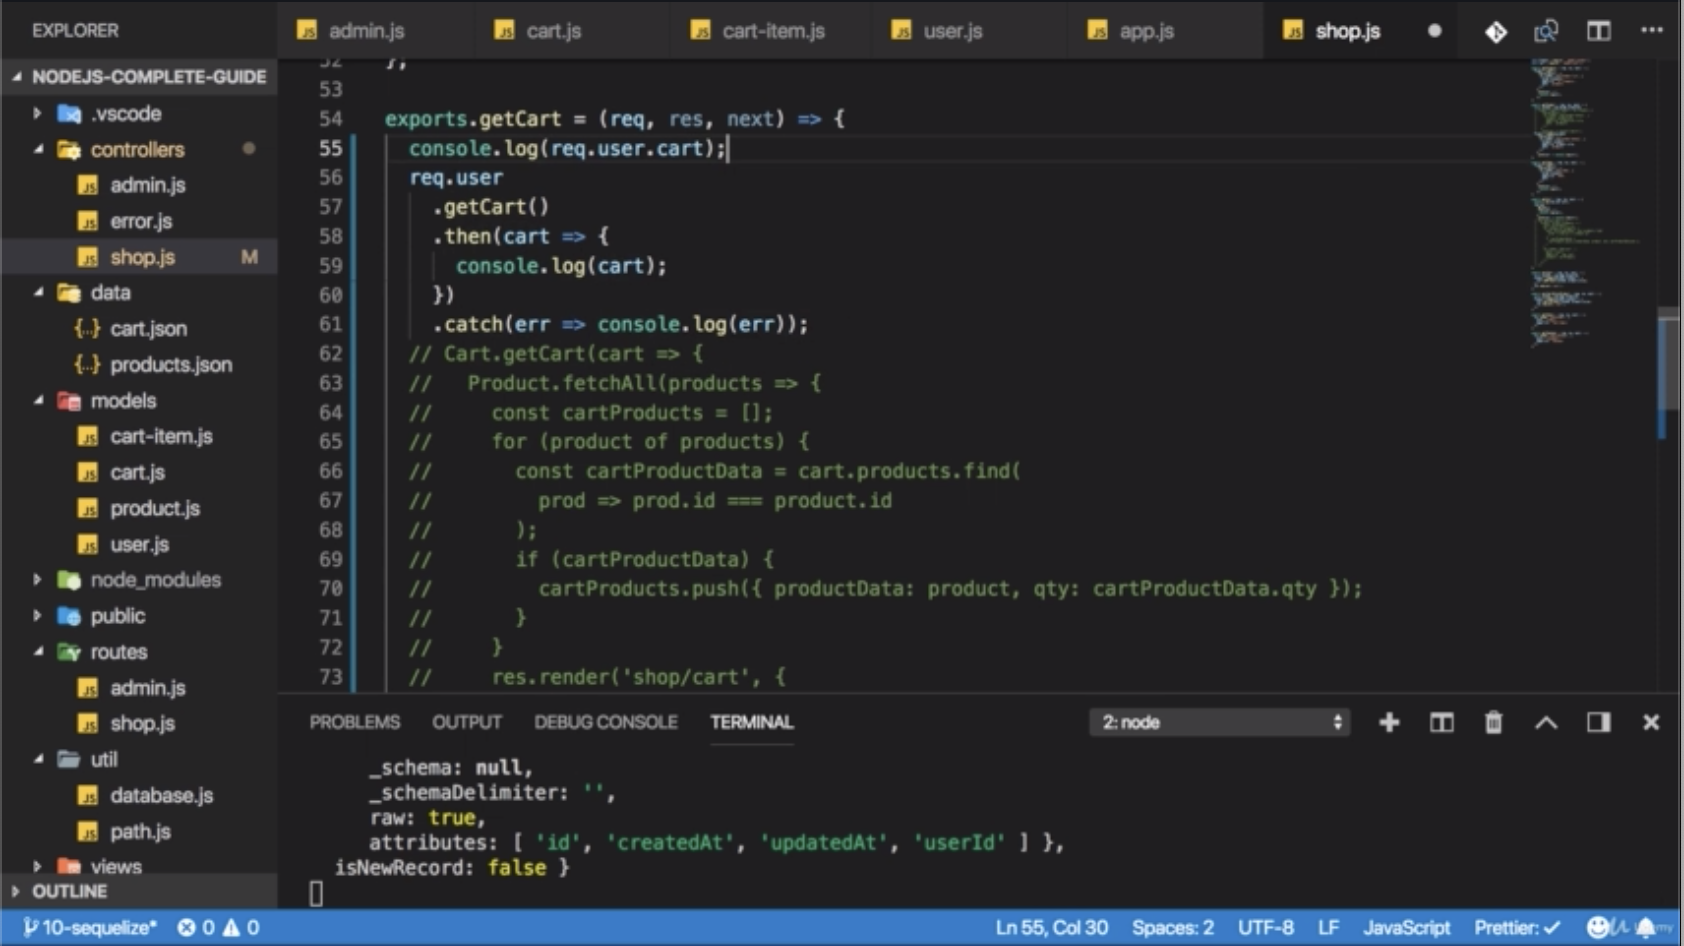 EXPLORER
admin.js
cart.js
cart-item.js
user.js
app.js
shop.js
NODEJS-COMPLETE-GUIDE
.vscode
controllers
admin.js
error.js
shop.js M
data
cart.json
products.json
models
cart-item.js
cart.js
product.js
user.js
node_modules
public
routes
admin.js
shop.js
util
database.js
path.js
views
OUTLINE
52 };
53
54 exports.getCart = (req, res, next) => {
55 console.log(req.user.cart);
56 req.user
57 .getCart()
58 .then(cart => {
59 console.log(cart);
60 })
61 .catch(err => console.log(err));
62 // Cart.getCart(cart => {
63 // Product.fetchAll(products => {
64 // const cartProducts = [];
65 // for (product of products) {
66 // const cartProductData = cart.products.find(
67 // prod => prod.id === product.id
68 // );
69 // if (cartProductData) {
70 // cartProducts.push({ productData: product, qty: cartProductData.qty });
71 // }
72 // }
73 // res.render('shop/cart', {
PROBLEMS OUTPUT DEBUG CONSOLE TERMINAL 2: node
_schema: null,
_schemaDelimiter: '',
raw: true,
attributes: [ 'id', 'createdAt', 'updatedAt', 'userId' ] },
isNewRecord: false }
10-sequelize* 0 0 Ln 55, Col 30 Spaces: 2 UTF-8 LF JavaScript Prettier: ✓